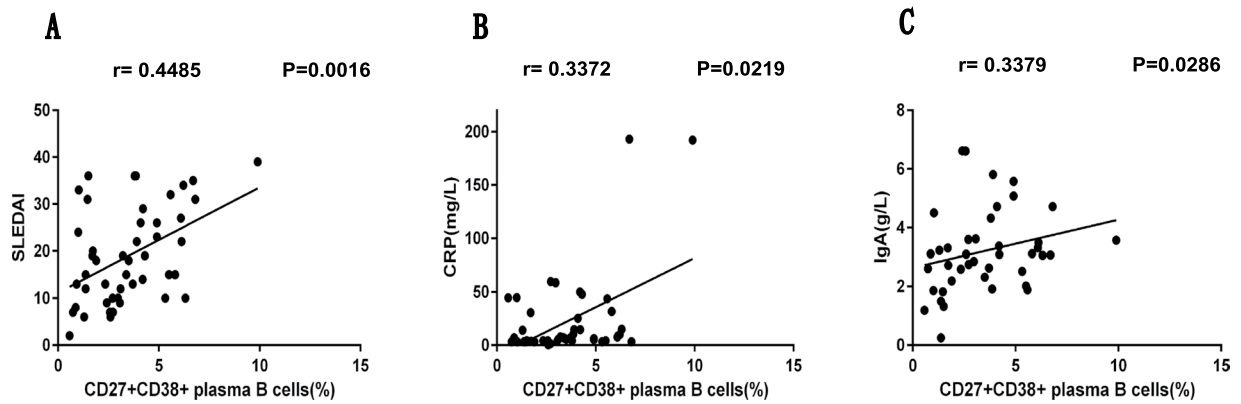 A
r= 0.4485 P=0.0016
50
40
30
20
10
0
SLEDAI
0 5 10 15
CD27+CD38+ plasma B cells(%)
B
r= 0.3372 P=0.0219
200
150
100
50
0
CRP(mg/L)
0 5 10 15
CD27+CD38+ plasma B cells(%)
C
r= 0.3379 P=0.0286
8
6
4
2
0
IgA(g/L)
0 5 10 15
CD27+CD38+ plasma B cells(%)